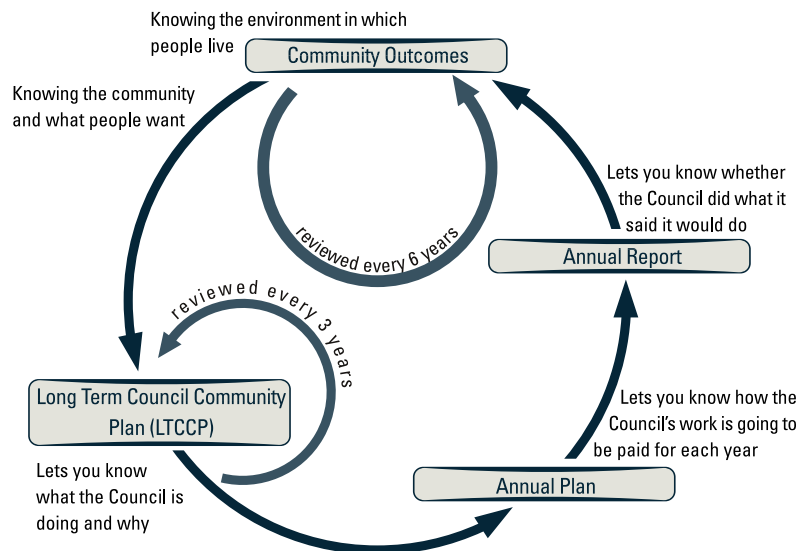 Knowing the environment in which
people live
Community Outcomes
Knowing the community
and what people want
reviewed every 6 years
Lets you know whether
the Council did what it
said it would do
Annual Report
reviewed every 3 years
Long Term Council Community
Plan (LTCCP)
Lets you know
what the Council is
doing and why
Lets you know how the
Council's work is going to
be paid for each year
Annual Plan